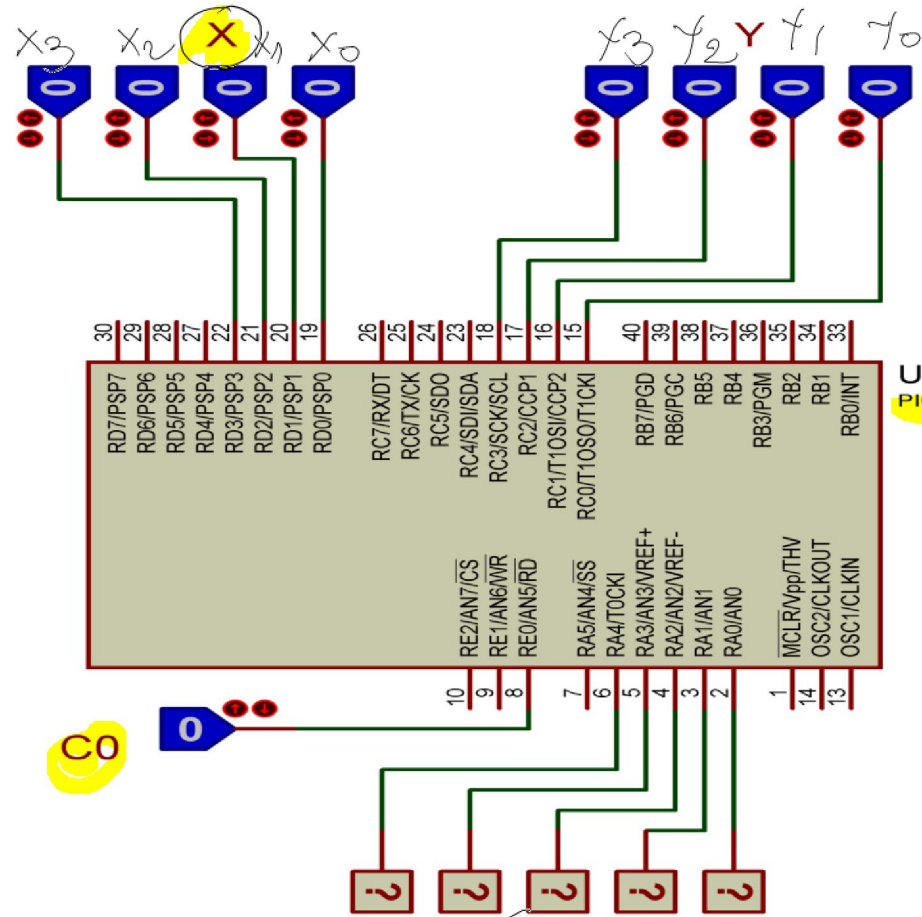 X3 X2 X X1 X0 Y3 Y2 Y Y1 Y0
0 0 0 0 0 0 0 0
30 29 28 27 22 21 20 19 26 25 24 23 18 17 16 15 40 39 38 37 36 35 34 33
RD7/PSP7
RD6/PSP6
RD5/PSP5
RD4/PSP4
RD3/PSP3
RD2/PSP2
RD1/PSP1
RD0/PSP0
RC7/RX/DT
RC6/TX/CK
RC5/SDO
RC4/SDI/SDA
RC3/SCK/SCL
RC2/CCP1
RC1/T1OSI/CCP2
RC0/T1OSO/T1CKI
RB7/PGD
RB6/PGC
RB5
RB4
RB3/PGM
RB2
RB1
RB0/INT
U
PI
RE2/AN7/CS
RE1/AN6/WR
RE0/AN5/RD
RA5/AN4/SS
RA4/T0CKI
RA3/AN3/VREF+
RA2/AN2/VREF-
RA1/AN1
RA0/AN0
MCLR/Vpp/THV
OSC2/CLKOUT
OSC1/CLKIN
10 9 8 7 6 5 4 3 2 1 14 13
C0 0
? ? ? ? ?